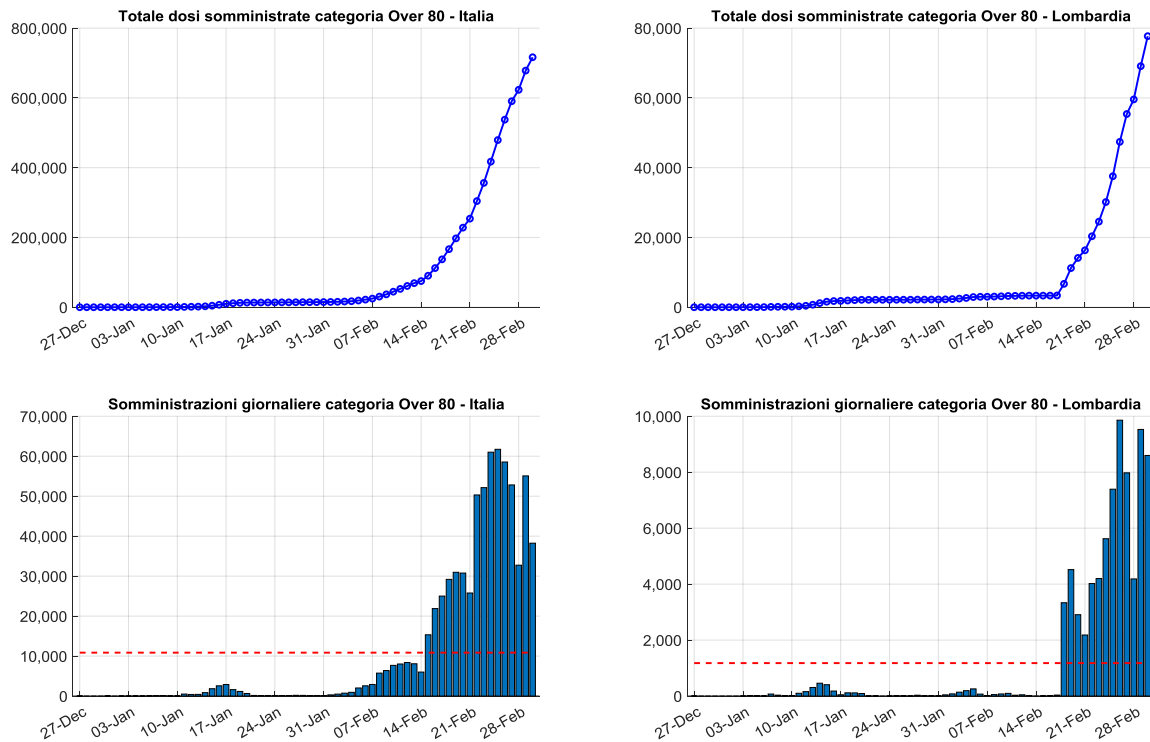 Totale dosi somministrate categoria Over 80 - Italia
800,000
600,000
400,000
200,000
0
27-Dec
03-Jan
10-Jan
17-Jan
24-Jan
31-Jan
07-Feb
14-Feb
21-Feb
28-Feb
Totale dosi somministrate categoria Over 80 - Lombardia
80,000
60,000
40,000
20,000
0
27-Dec
03-Jan
10-Jan
17-Jan
24-Jan
31-Jan
07-Feb
14-Feb
21-Feb
28-Feb
Somministrazioni giornaliere categoria Over 80 - Italia
70,000
60,000
50,000
40,000
30,000
20,000
10,000
0
27-Dec
03-Jan
10-Jan
17-Jan
24-Jan
31-Jan
07-Feb
14-Feb
21-Feb
28-Feb
Somministrazioni giornaliere categoria Over 80 - Lombardia
10,000
8,000
6,000
4,000
2,000
0
27-Dec
03-Jan
10-Jan
17-Jan
24-Jan
31-Jan
07-Feb
14-Feb
21-Feb
28-Feb